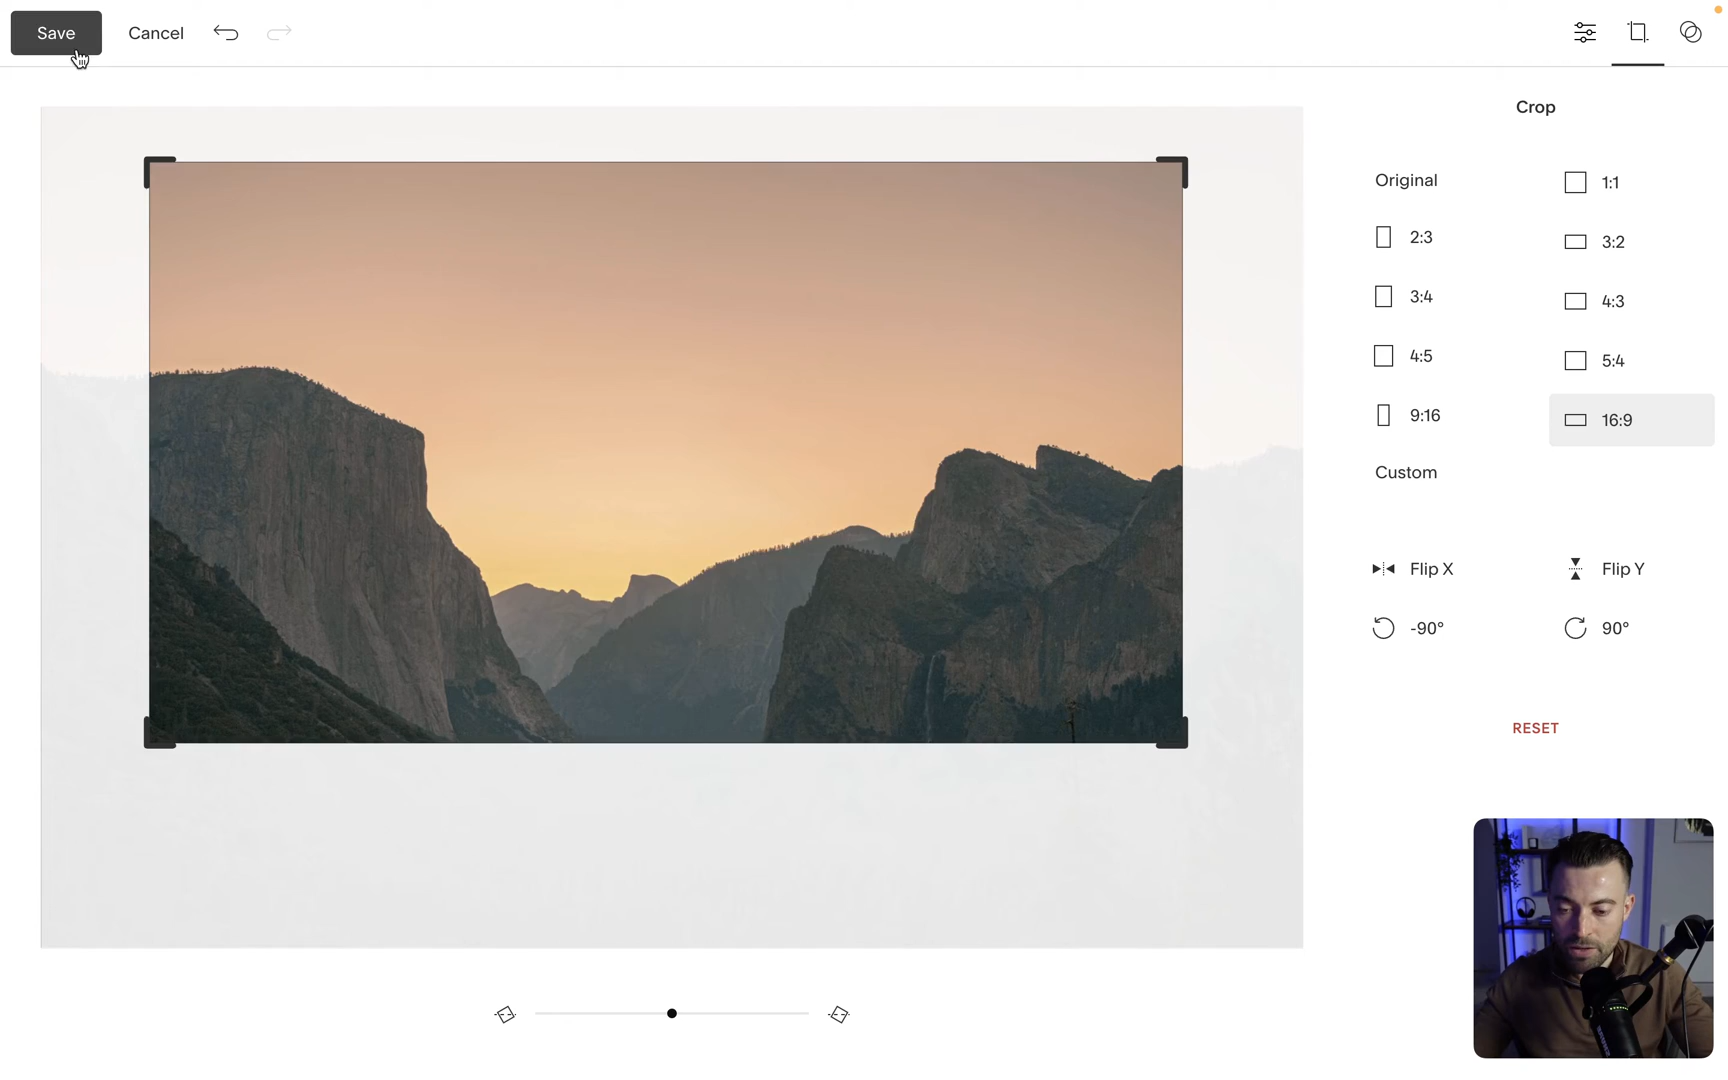 Save
Cancel
Crop
Original
1:1
2:3
3:2
3:4
4:3
4:5
5:4
9:16
16:9
Custom
Flip X
Flip Y
-90°
90°
RESET